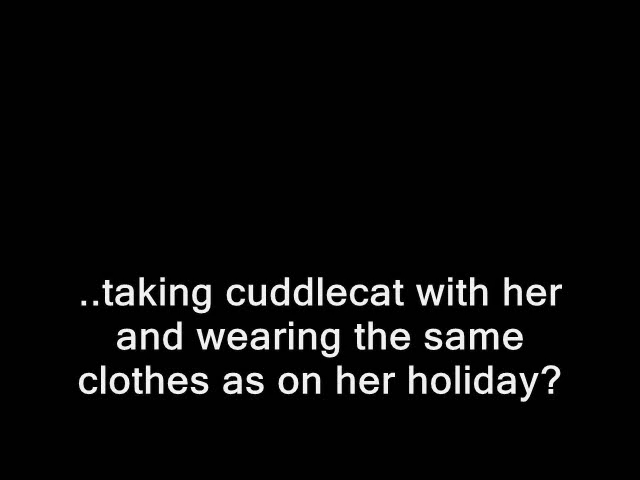 ..taking cuddlecat with her
and wearing the same
clothes as on her holiday?